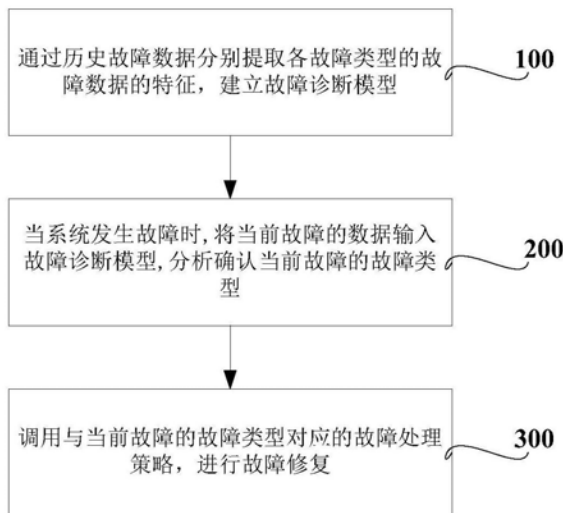 通过历史故障数据分别提取各故障类型的故
障数据的特征，建立故障诊断模型
100
当系统发生故障时,将当前故障的数据输入
故障诊断模型,分析确认当前故障的故障类
型
200
调用与当前故障的故障类型对应的故障处理
策略，进行故障修复
300